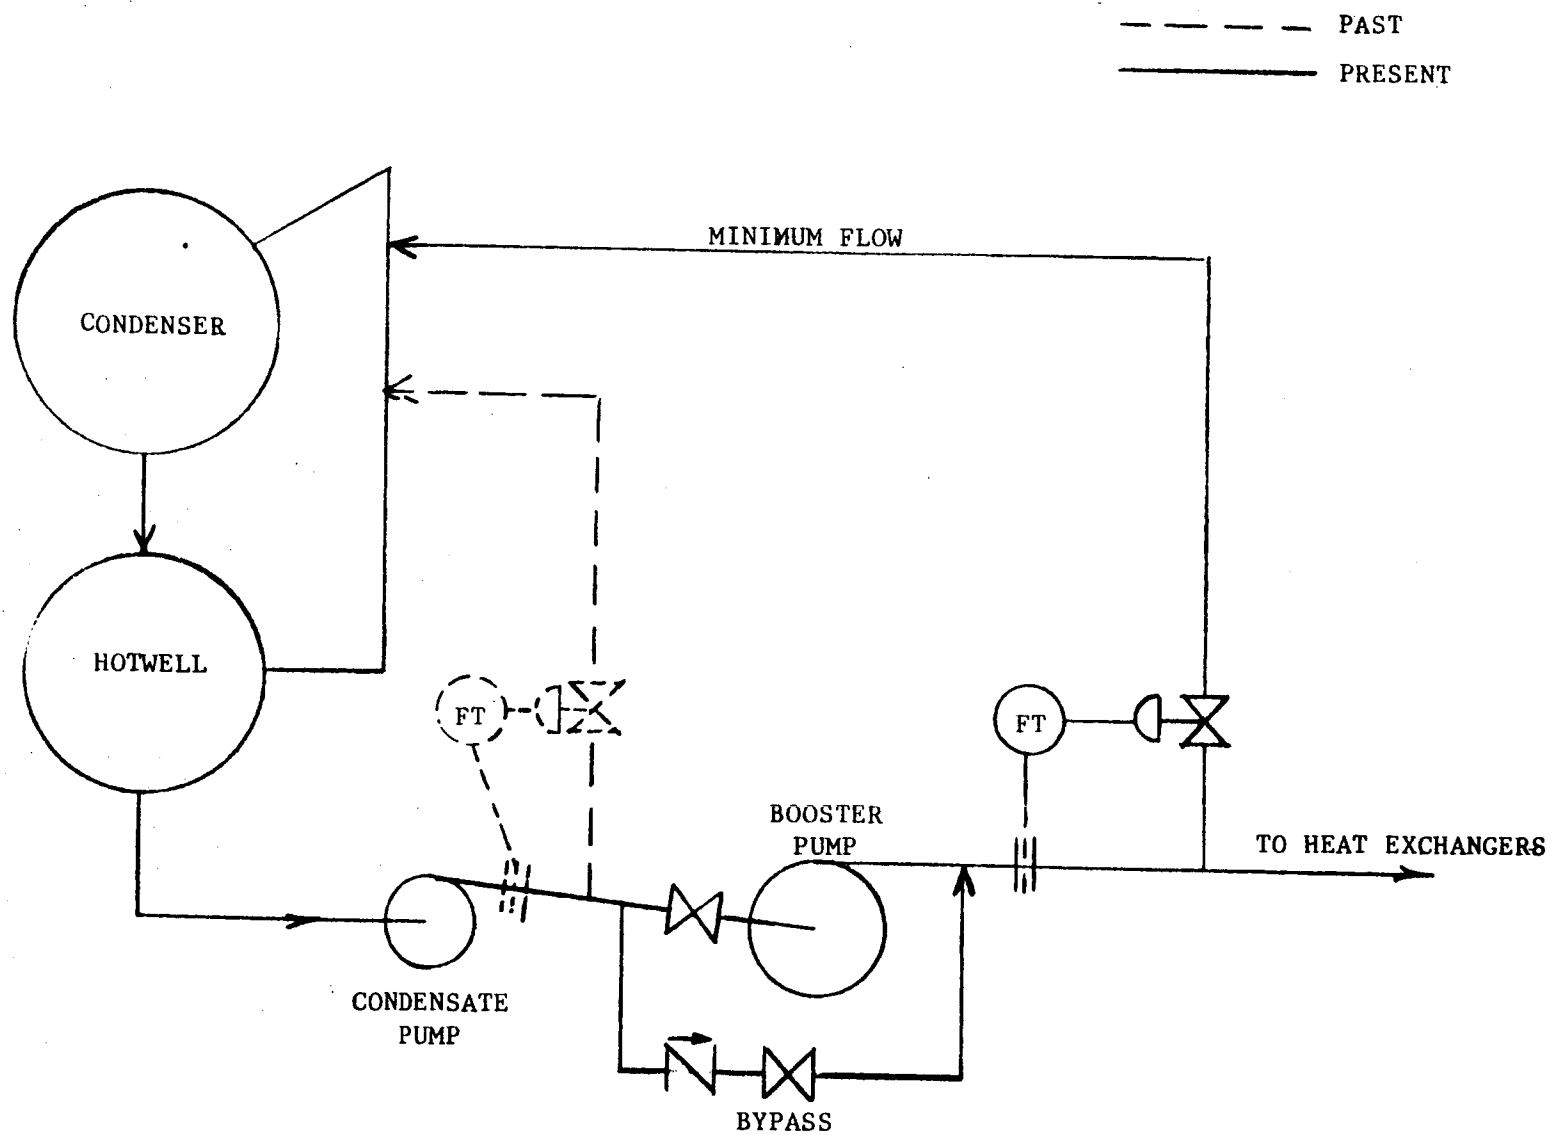 PAST
PRESENT
MINIMUM FLOW
CONDENSER
HOTWELL
FT
FT
BOOSTER
PUMP
TO HEAT EXCHANGERS
CONDENSATE
PUMP
BYPASS